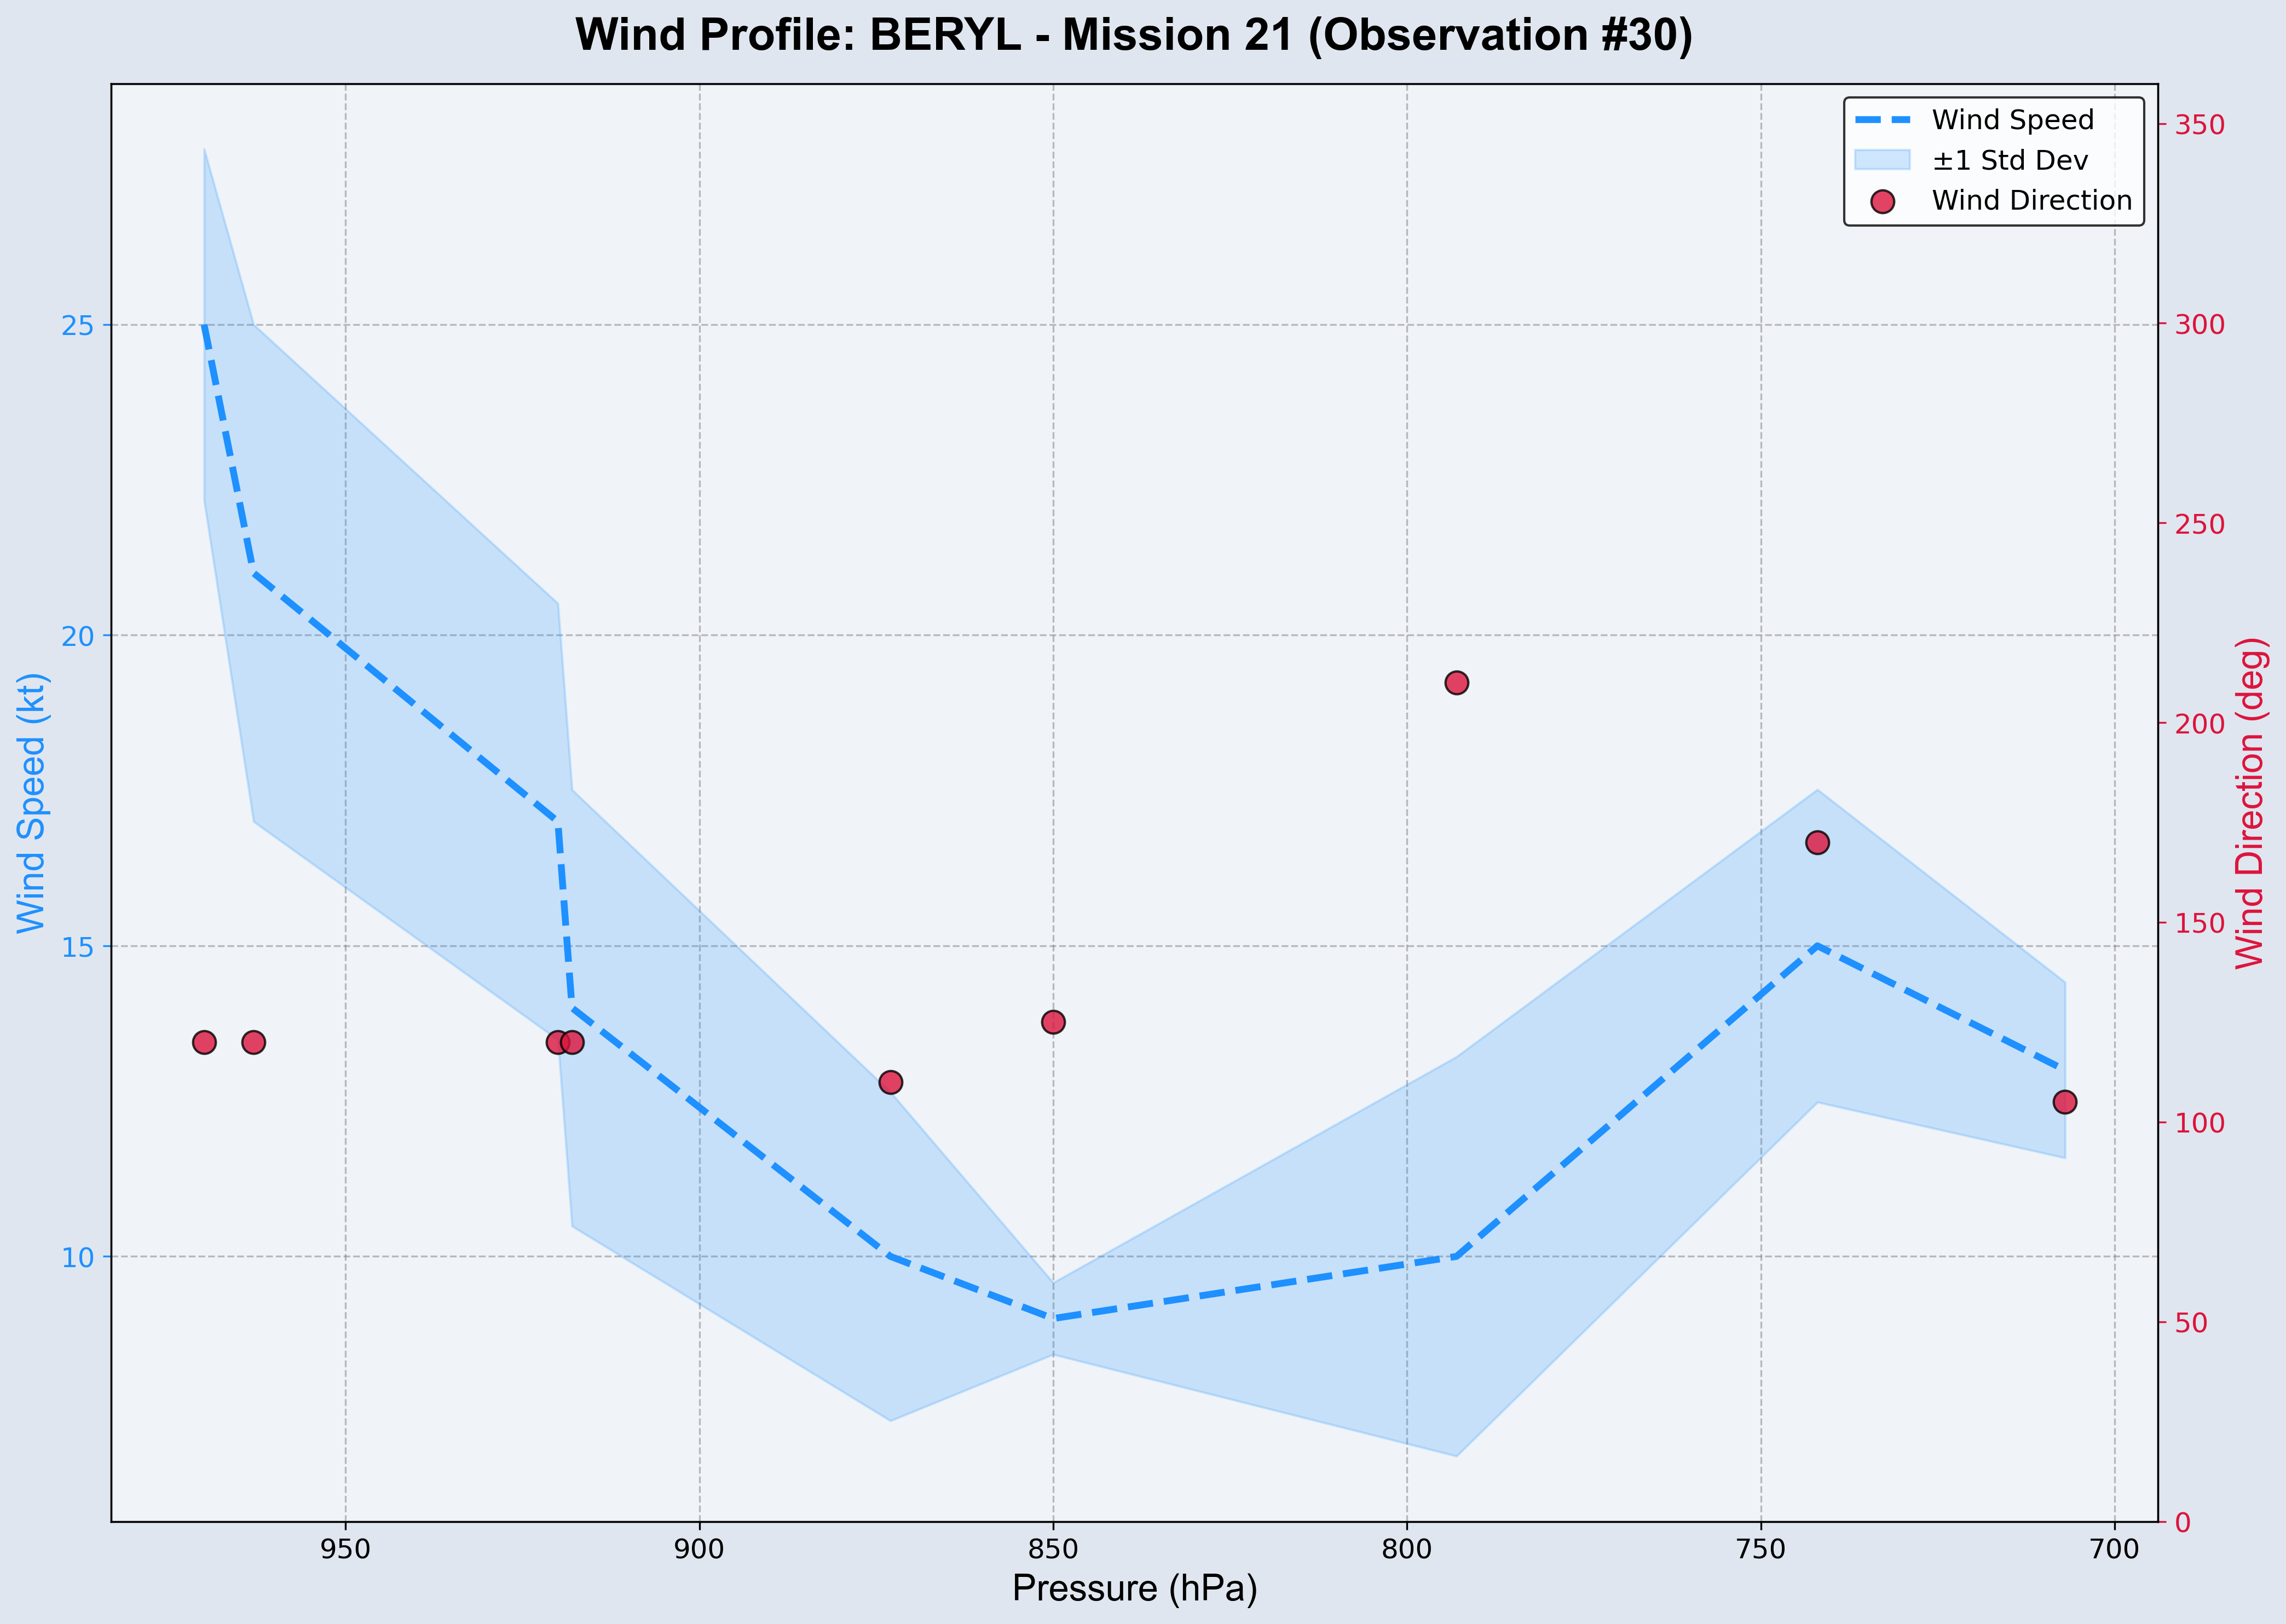 Wind Profile: BERYL - Mission 21 (Observation #30)
Wind Speed
±1 Std Dev
Wind Direction
Wind Speed (kt)
25
20
15
10
350
300
250
200
150
100
50
0
Wind Direction (deg)
950
900
850
800
750
700
Pressure (hPa)